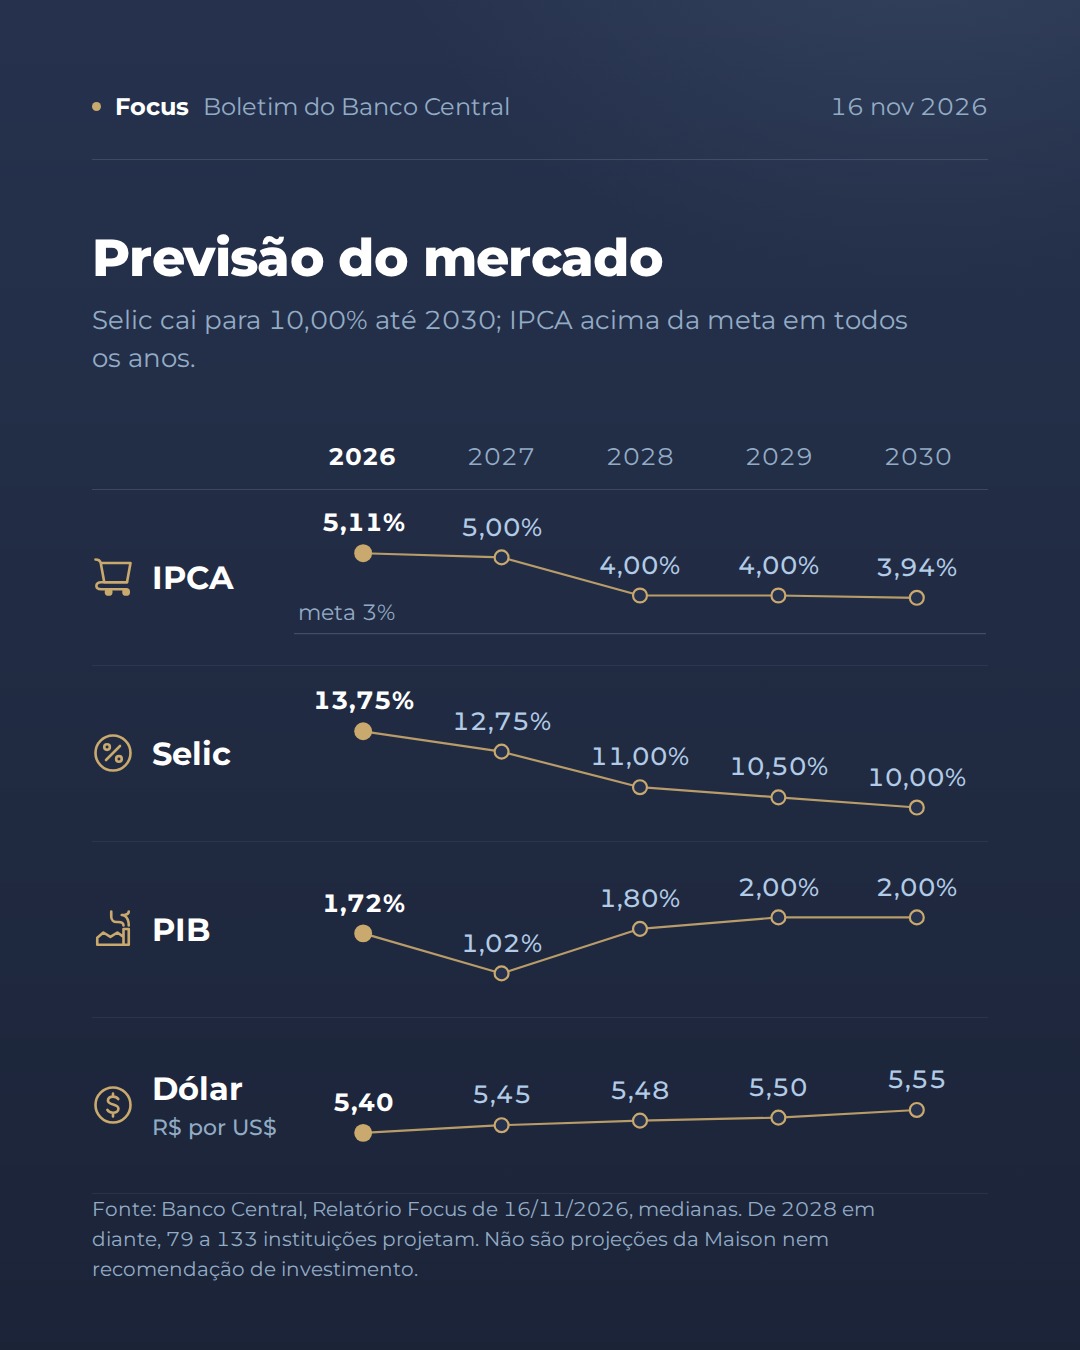 Focus Boletim do Banco Central 16 nov 2026
Previsão do mercado
Selic cai para 10,00% até 2030; IPCA acima da meta em todos
os anos.
2026 2027 2028 2029 2030
IPCA 5,11% 5,00% 4,00% 4,00% 3,94%
meta 3%
Selic 13,75% 12,75% 11,00% 10,50% 10,00%
PIB 1,72% 1,02% 1,80% 2,00% 2,00%
Dólar 5,40 5,45 5,48 5,50 5,55
R$ por US$
Fonte: Banco Central, Relatório Focus de 16/11/2026, medianas. De 2028 em
diante, 79 a 133 instituições projetam. Não são projeções da Maison nem
recomendação de investimento.